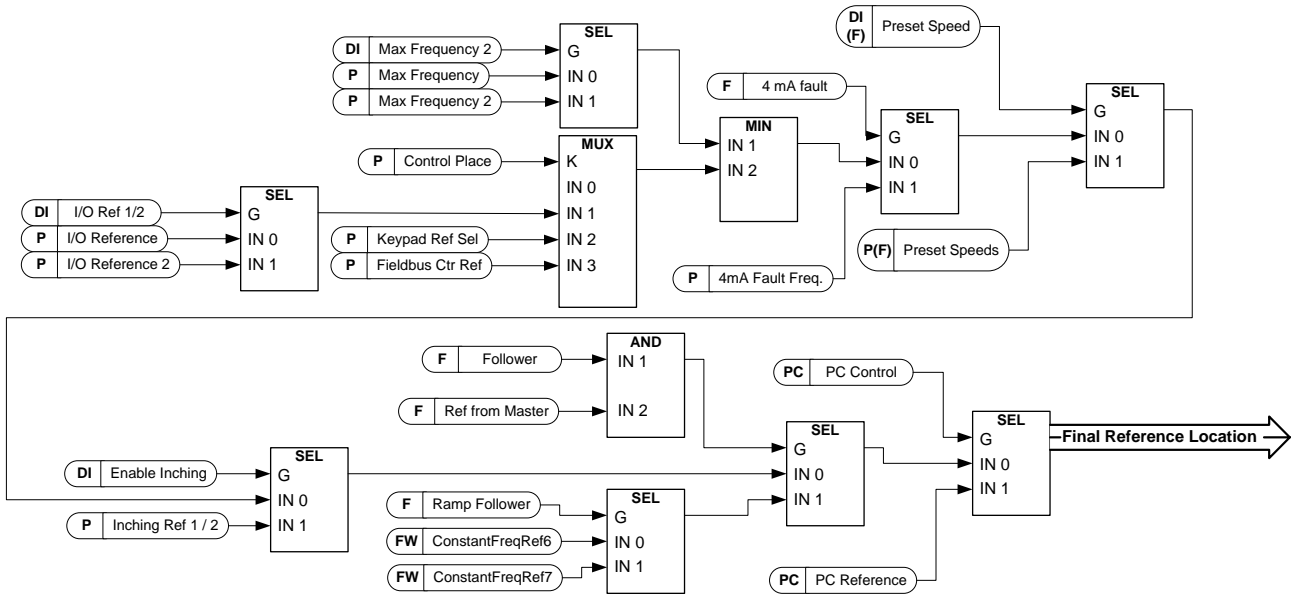 SEL
DI Max Frequency 2
G
P Max Frequency
IN 0
P Max Frequency 2
IN 1
DI (F) Preset Speed
F 4 mA fault
SEL
G
IN 0
IN 1
MIN
IN 1
IN 2
SEL
G
IN 0
IN 1
MUX
P Control Place
K
IN 0
IN 1
P Keypad Ref Sel
IN 2
P Fieldbus Ctr Ref
IN 3
SEL
DI I/O Ref 1/2
G
P I/O Reference
IN 0
P I/O Reference 2
IN 1
P(F) Preset Speeds
P 4mA Fault Freq.
AND
F Follower
IN 1
F Ref from Master
IN 2
PC PC Control
SEL
G
IN 0
IN 1
Final Reference Location
SEL
G
IN 0
IN 1
SEL
DI Enable Inching
G
IN 0
P Inching Ref 1 / 2
IN 1
SEL
F Ramp Follower
G
FW ConstantFreqRef6
IN 0
FW ConstantFreqRef7
IN 1
PC PC Reference